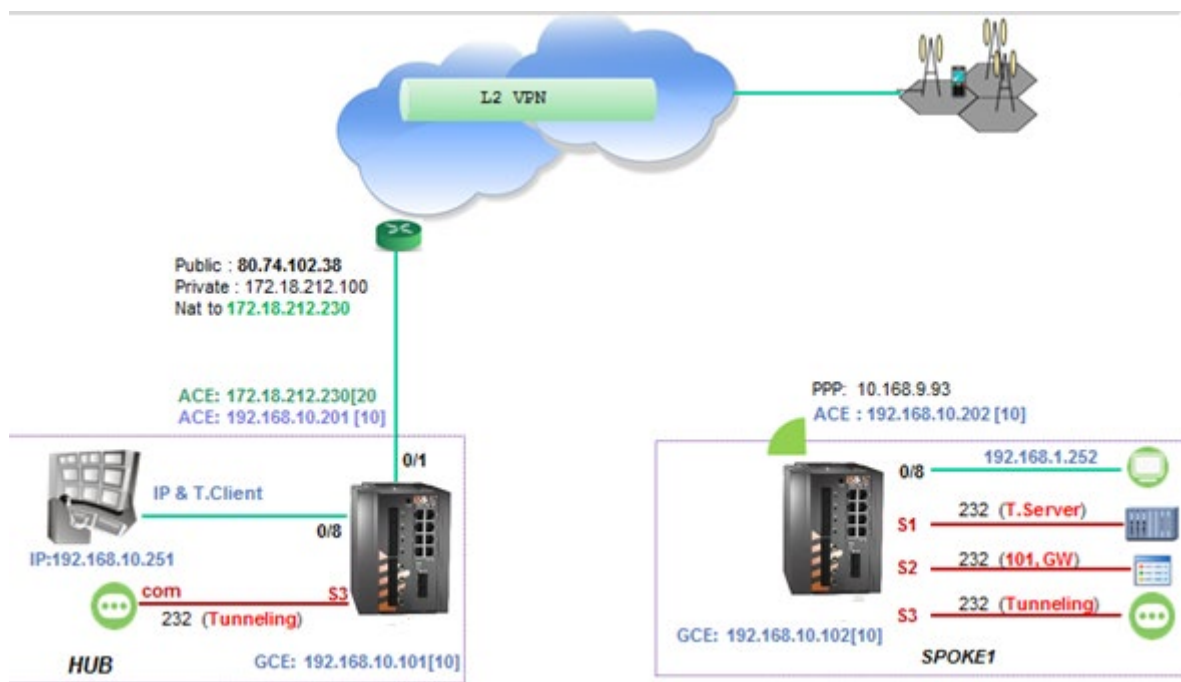 L2 VPN
Public : 80.74.102.38
Private : 172.18.212.100
Nat to 172.18.212.230
ACE: 172.18.212.230[20
ACE: 192.168.10.201 [10]
0/1
IP & T.Client
0/8
IP:192.168.10.251
com
S3
232 (Tunneling)
HUB
GCE: 192.168.10.101[10]
PPP: 10.168.9.93
ACE : 192.168.10.202 [10]
192.168.1.252
0/8
232 (T.Server)
S1
232 (101, GW)
S2
232 (Tunneling)
S3
GCE: 192.168.10.102[10]
SPOKE1